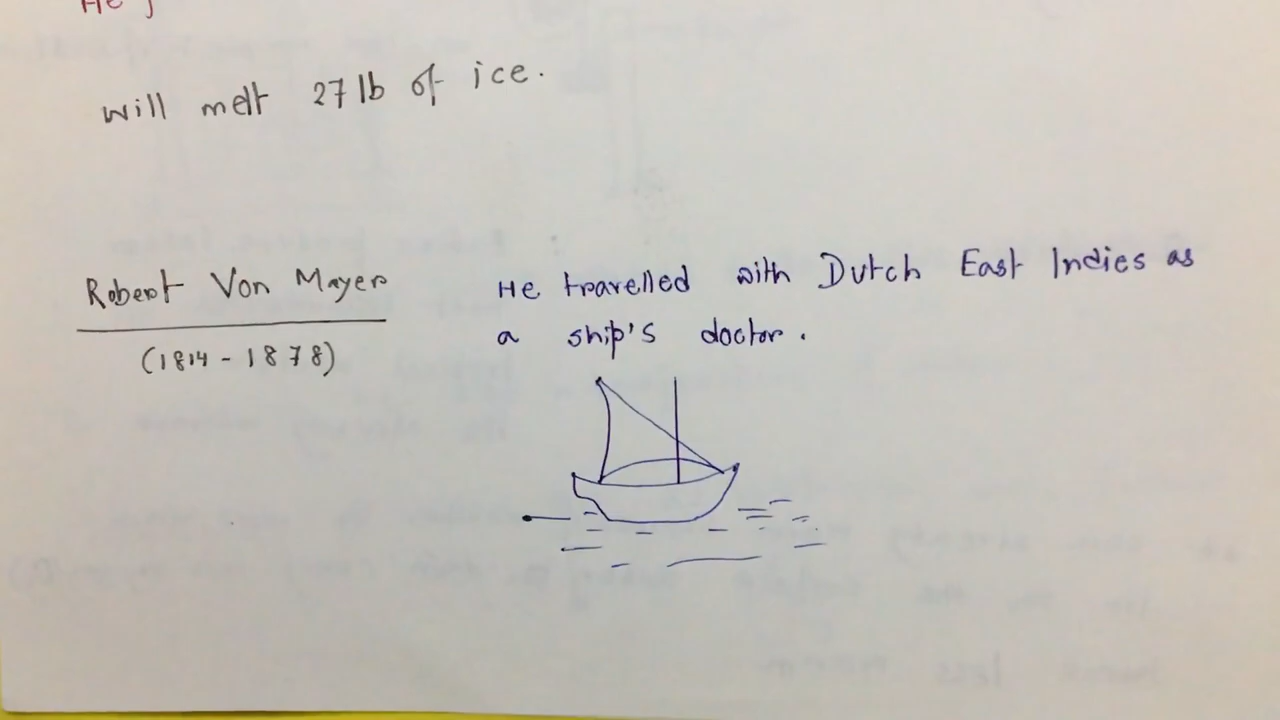 will melt 27 lb of ice.
Robert Von Mayer
(1814 - 1878)
He travelled with Dutch East Indies as
a ship's doctor.